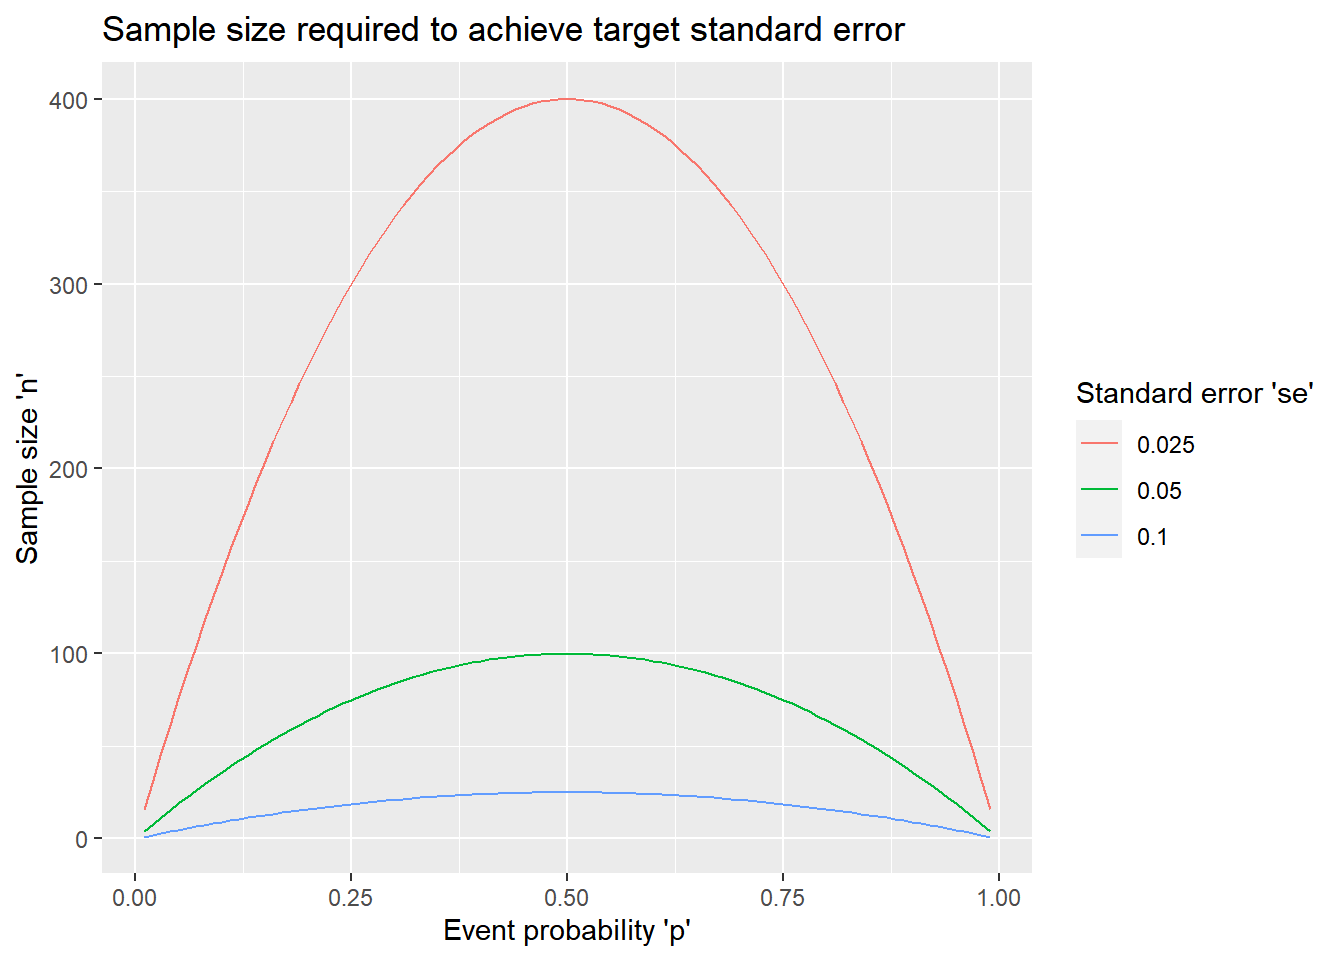 Sample size required to achieve target standard error
400
300
200
100
0
Sample size 'n'
0.00 0.25 0.50 0.75 1.00
Event probability 'p'
Standard error 'se'
0.025
0.05
0.1